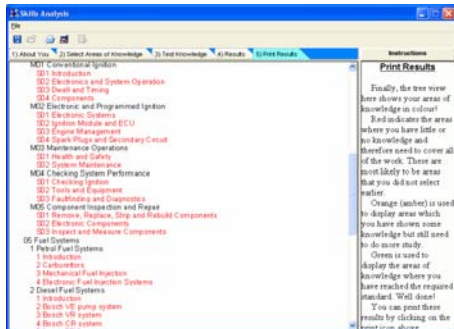 Skills Analysis
File
1) About You
2) Select Areas of Knowledge
3) Test Knowledge
4) Results
5) Print Results
M01 Conventional Ignition
S01 Introduction
S02 Electronics and System Operation
S03 Dwell and Timing
S04 Components
M02 Electronic and Programmed Ignition
S01 Electronic Systems
S02 Ignition Module and ECU
S03 Engine Management
S04 Spark Plugs and Secondary Circuit
M03 Maintenance Operations
S01 Health and Safety
S02 System Maintenance
M04 Checking System Performance
S01 Checking Ignition
S02 Tools and Equipment
S03 Faultfinding and Diagnostics
M05 Component Inspection and Repair
S01 Remove, Replace, Strip and Rebuild Components
S02 Electronic Components
S03 Inspect and Measure Components
05 Fuel Systems
1 Petrol Fuel Systems
1 Introduction
2 Carburettors
3 Mechanical Fuel Injection
4 Electronic Fuel Injection Systems
2 Diesel Fuel Systems
1 Introduction
2 Bosch VE pump system
3 Bosch VR system
4 Bosch CR system
Instructions
Print Results
Finally, the tree view
here shows your areas of
knowledge in colour!
Red indicates the areas
where you have little or
no knowledge and
therefore need to cover all
of the work. These are
most likely to be areas
that you did not select
earlier.
Orange (amber) is used
to display areas which
you have shown some
knowledge but still need
to do more study.
Green is used to
display the areas of
knowledge where you
have reached the required
standard. Well done!
You can print these
results by clicking on the
print icon above